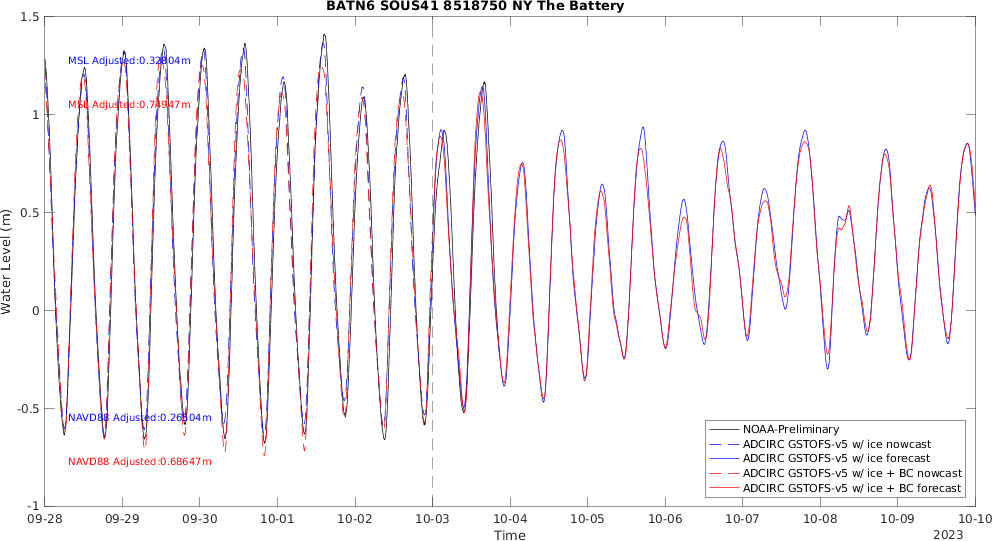 BATN6 SOUS41 8518750 NY The Battery
1.5
1
0.5
0
-0.5
-1
Water Level (m)
MSL Adjusted:0.32804m
MSL Adjusted:0.74947m
NAVD88 Adjusted:0.26504m
NAVD88 Adjusted:0.68647m
NOAA-Preliminary
ADCIRC GSTOFS-v5 w/ ice nowcast
ADCIRC GSTOFS-v5 w/ ice forecast
ADCIRC GSTOFS-v5 w/ ice + BC nowcast
ADCIRC GSTOFS-v5 w/ ice + BC forecast
09-28 09-29 09-30 10-01 10-02 10-03 10-04 10-05 10-06 10-07 10-08 10-09 10-10
Time
2023